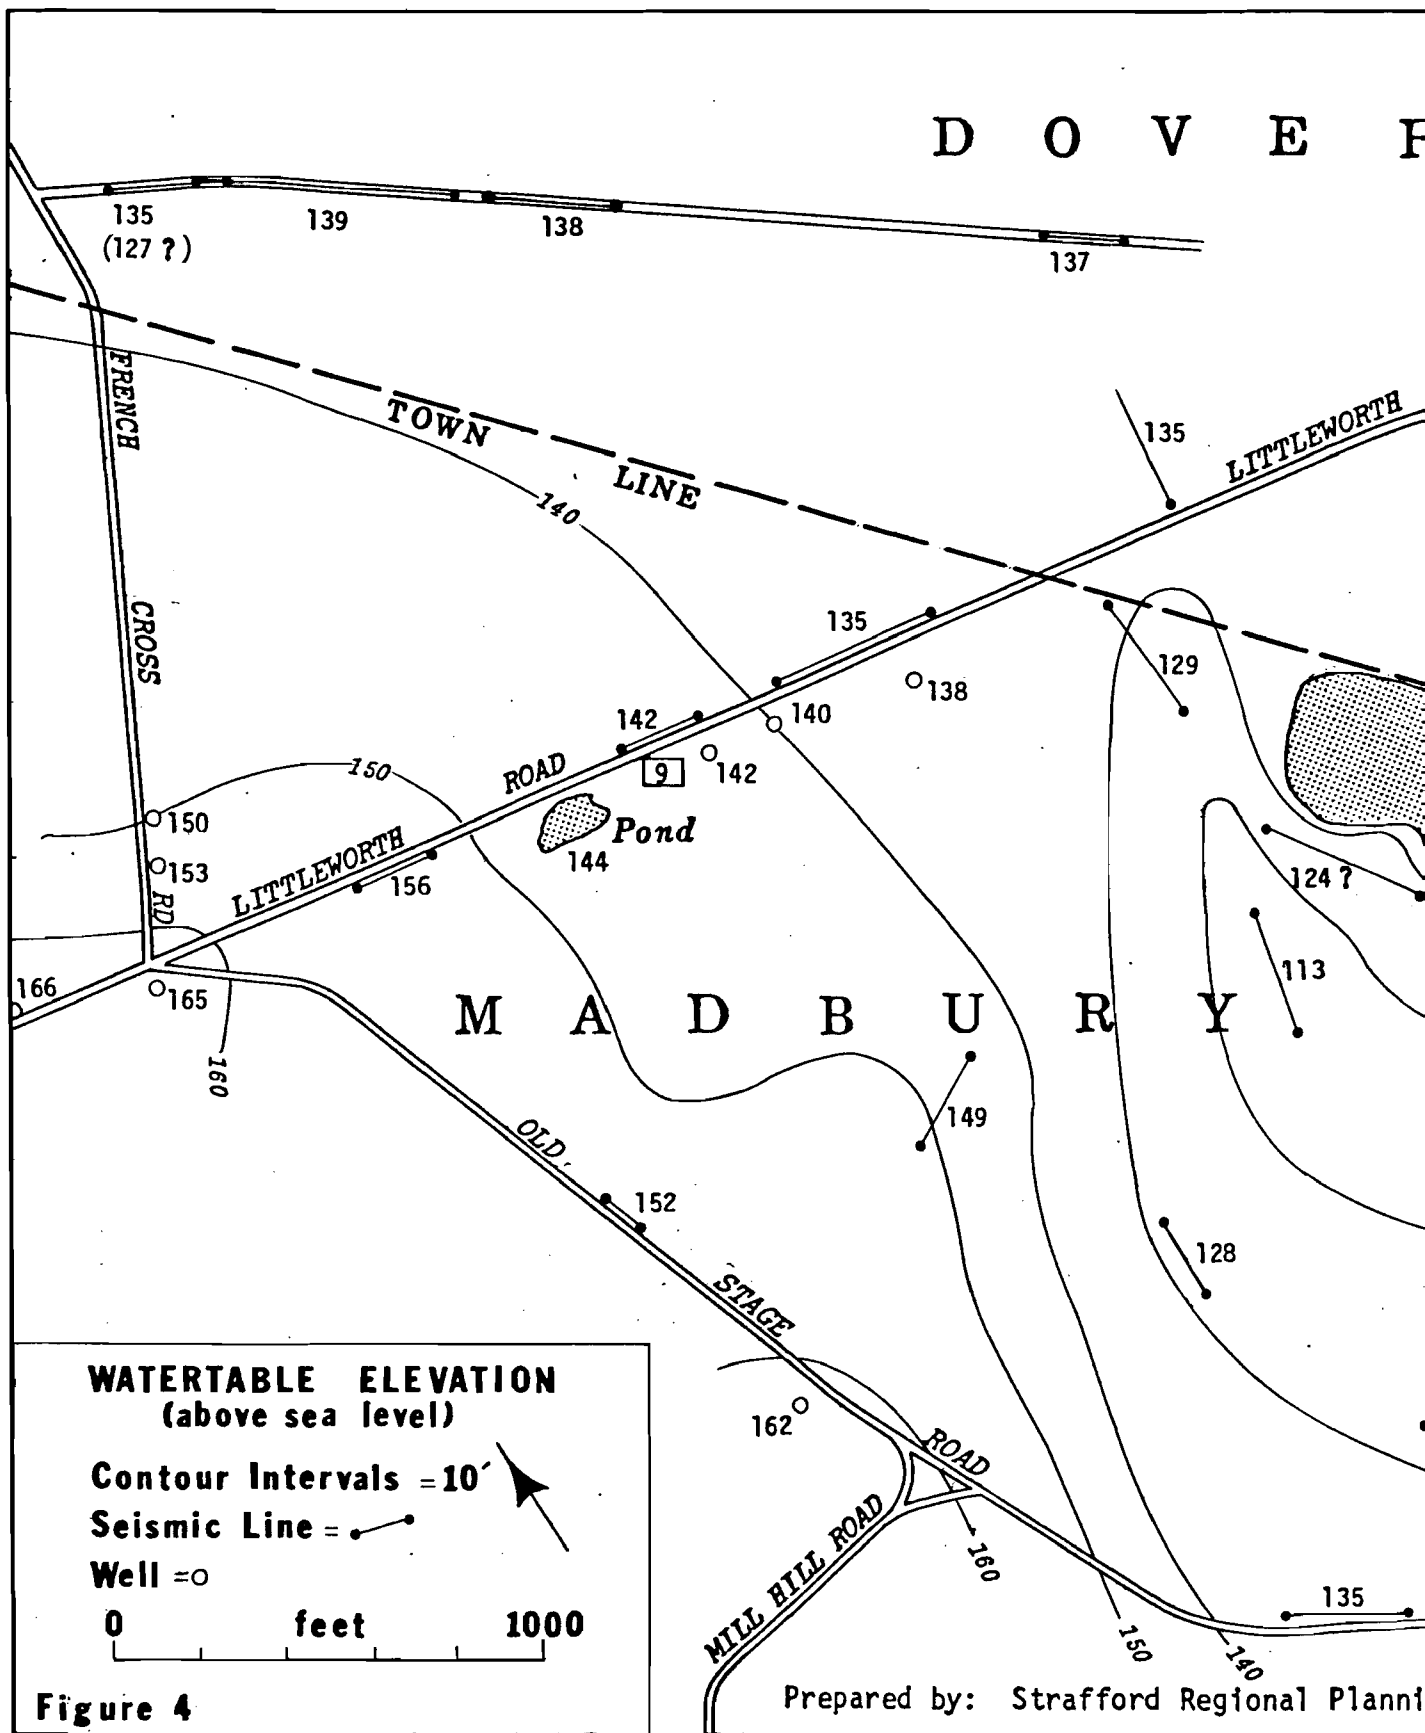 D O V E R
135
(127 ?)
139
138
137
FRENCH
CROSS
RD
TOWN
LINE
140
135
LITTLEWORTH
135
129
138
140
142
142
9
ROAD
150
LITTLEWORTH
Pond
144
156
150
153
124 ?
113
166
165
160
M A D B U R Y
149
OLD
152
128
STAGE
162
ROAD
160
MILL HILL ROAD
135
150
140
WATERTABLE ELEVATION
(above sea level)
Contour Intervals =10′
Seismic Line =
Well =
0 feet 1000
Figure 4
Prepared by: Strafford Regional Planni